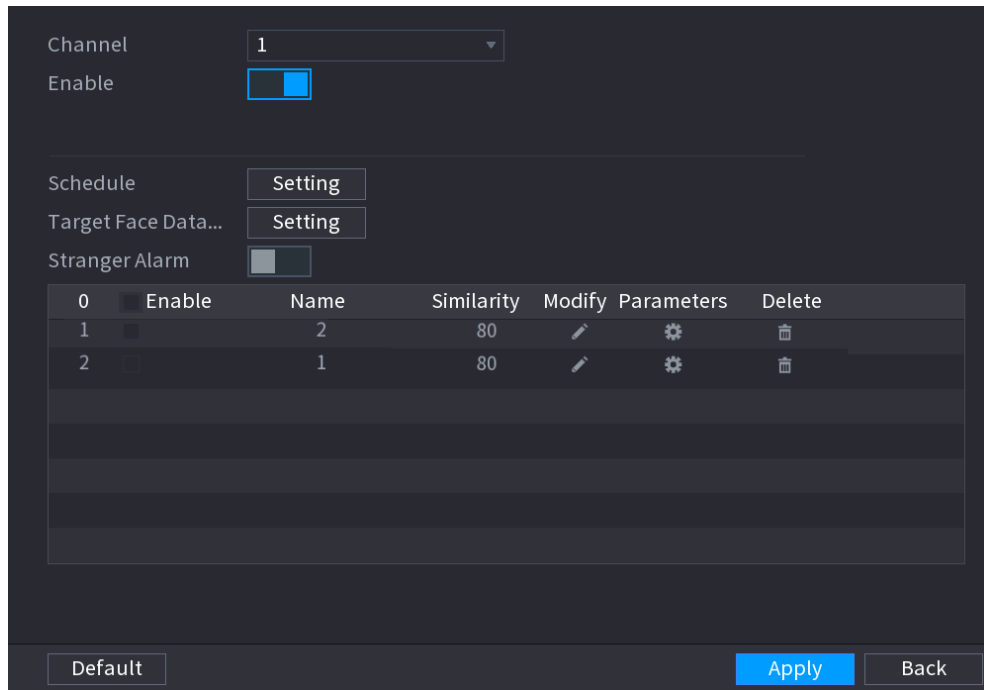 Channel 1
Enable
Schedule Setting
Target Face Data... Setting
Stranger Alarm
0 Enable Name Similarity Modify Parameters Delete
1 2 80
2 1 80
Default Apply Back